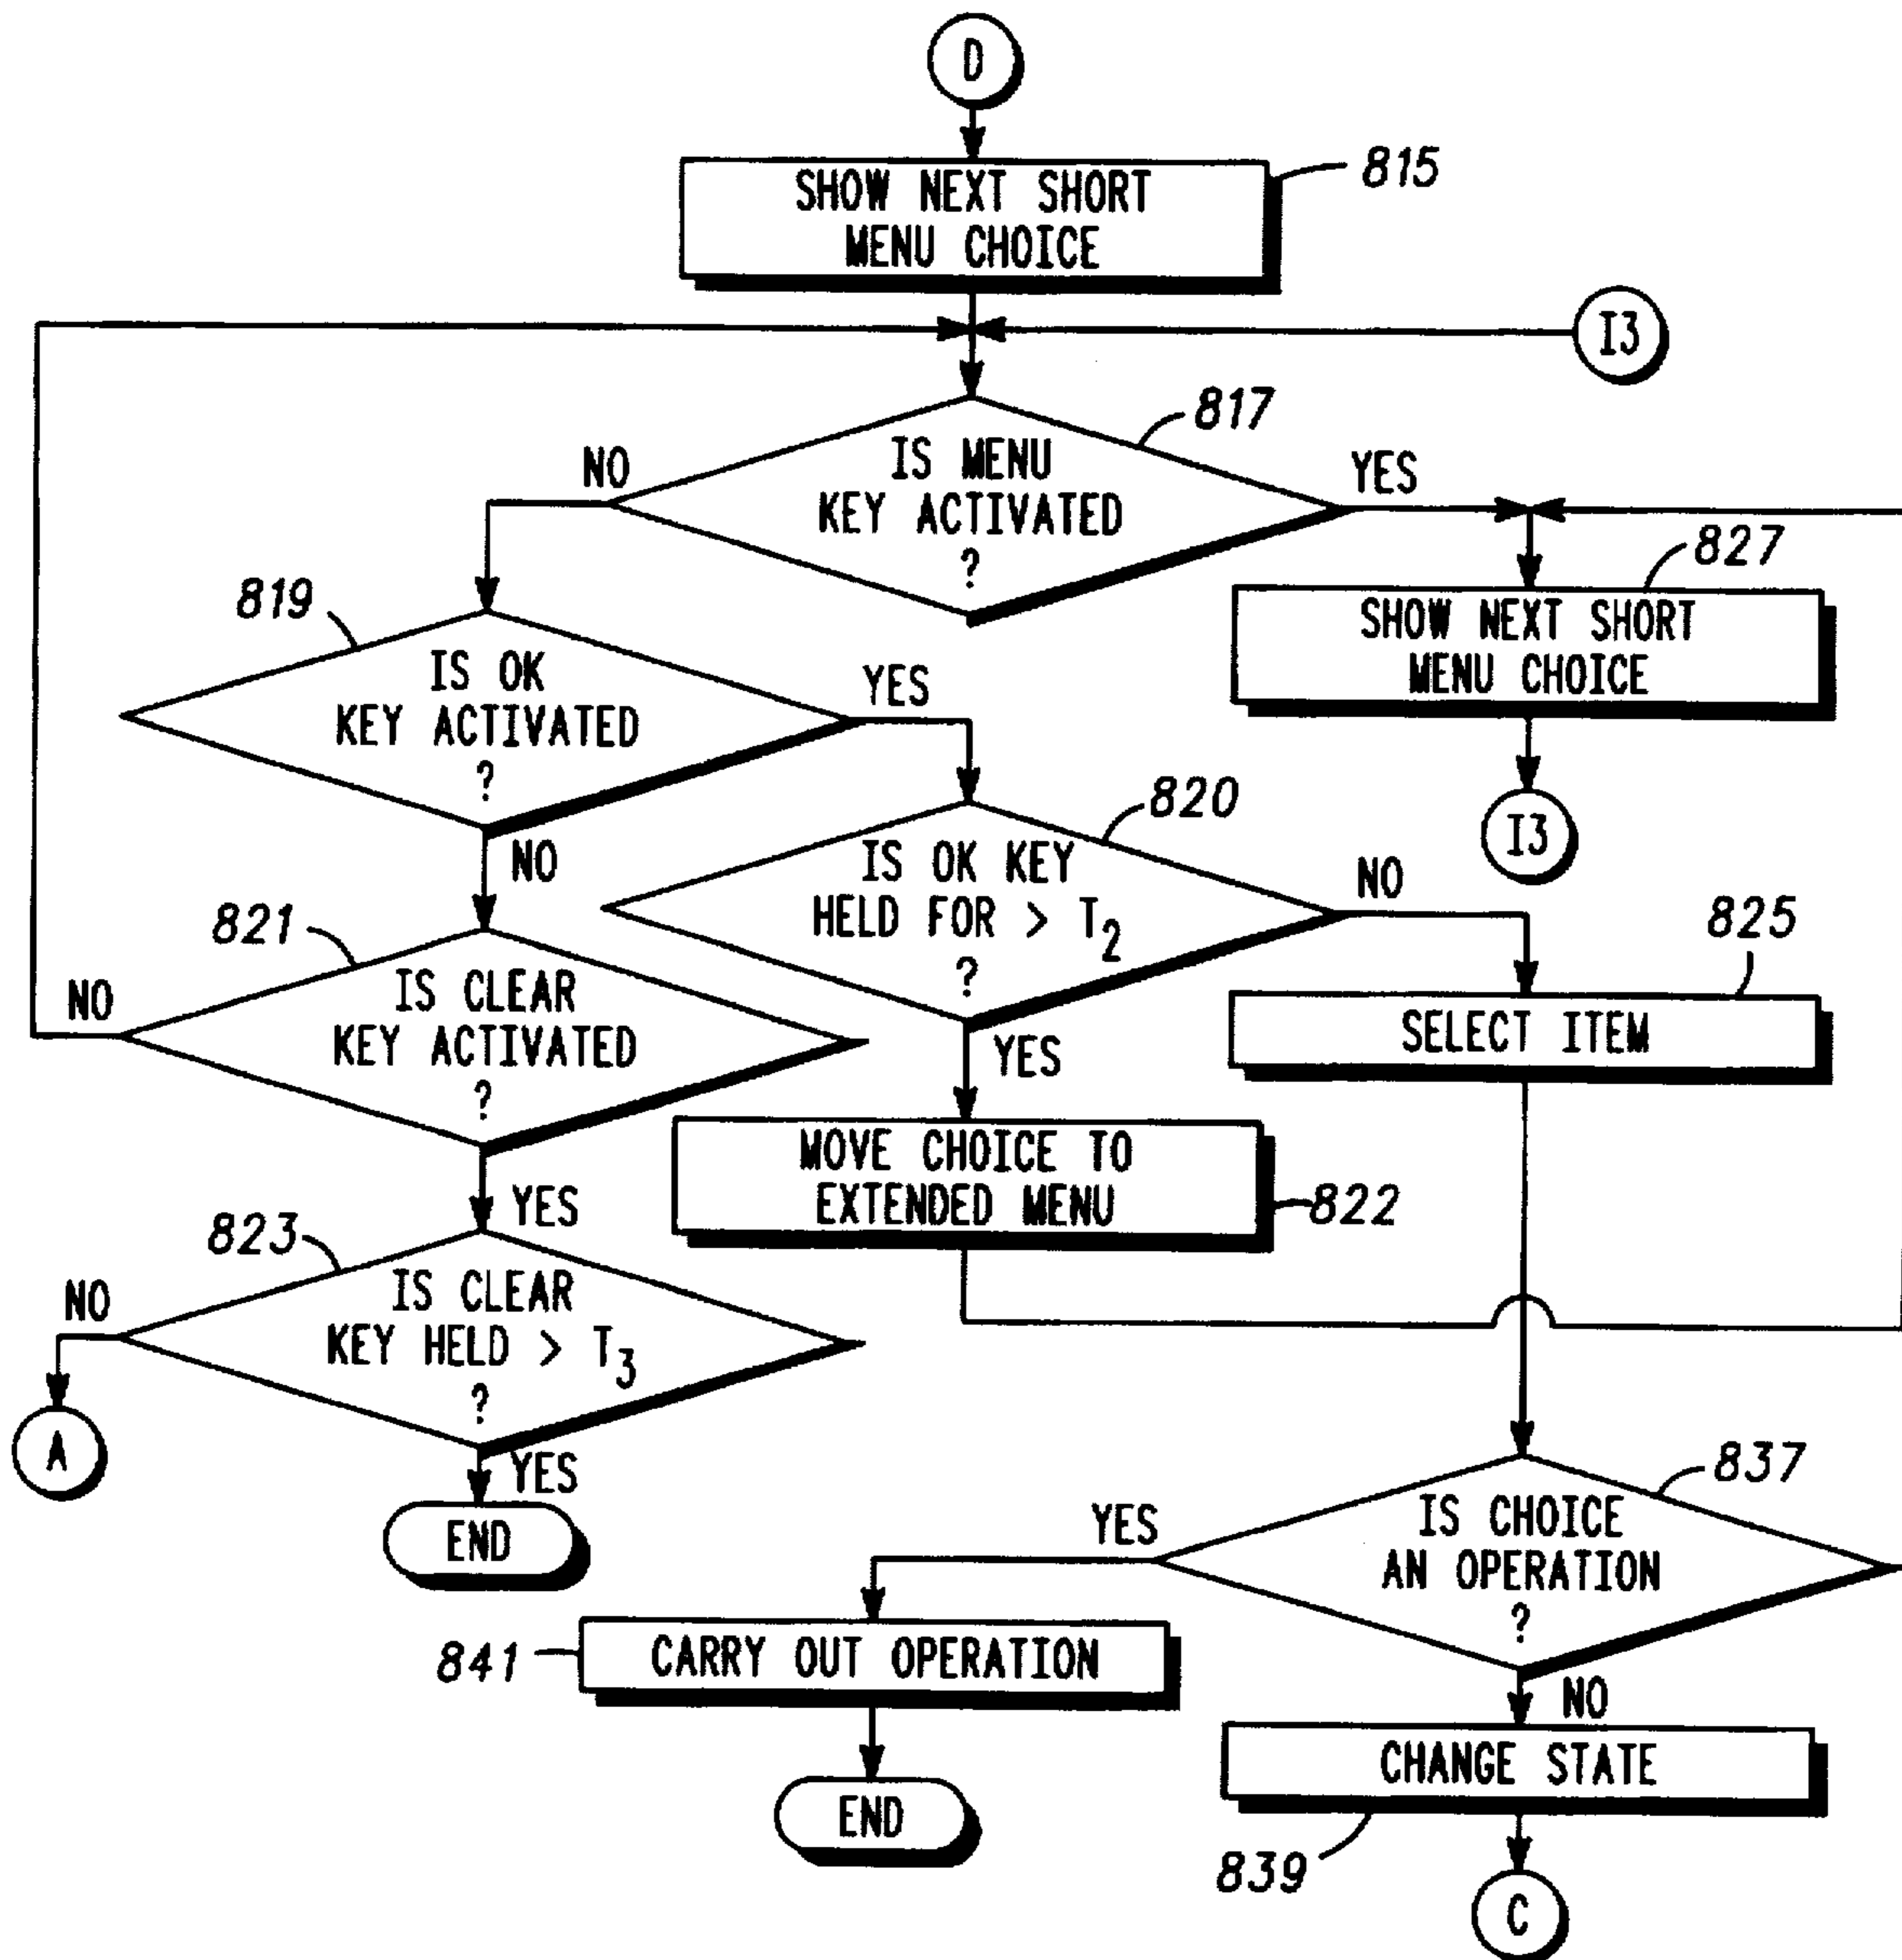 D
SHOW NEXT SHORT
MENU CHOICE
815
I3
817
IS MENU
KEY ACTIVATED
?
NO
YES
827
SHOW NEXT SHORT
MENU CHOICE
I3
819
IS OK
KEY ACTIVATED
?
YES
NO
820
IS OK KEY
HELD FOR > T2
?
NO
YES
825
SELECT ITEM
821
IS CLEAR
KEY ACTIVATED
?
NO
YES
MOVE CHOICE TO
EXTENDED MENU
822
823
IS CLEAR
KEY HELD > T3
?
NO
A
YES
END
837
IS CHOICE
AN OPERATION
?
YES
NO
841
CARRY OUT OPERATION
END
CHANGE STATE
839
C